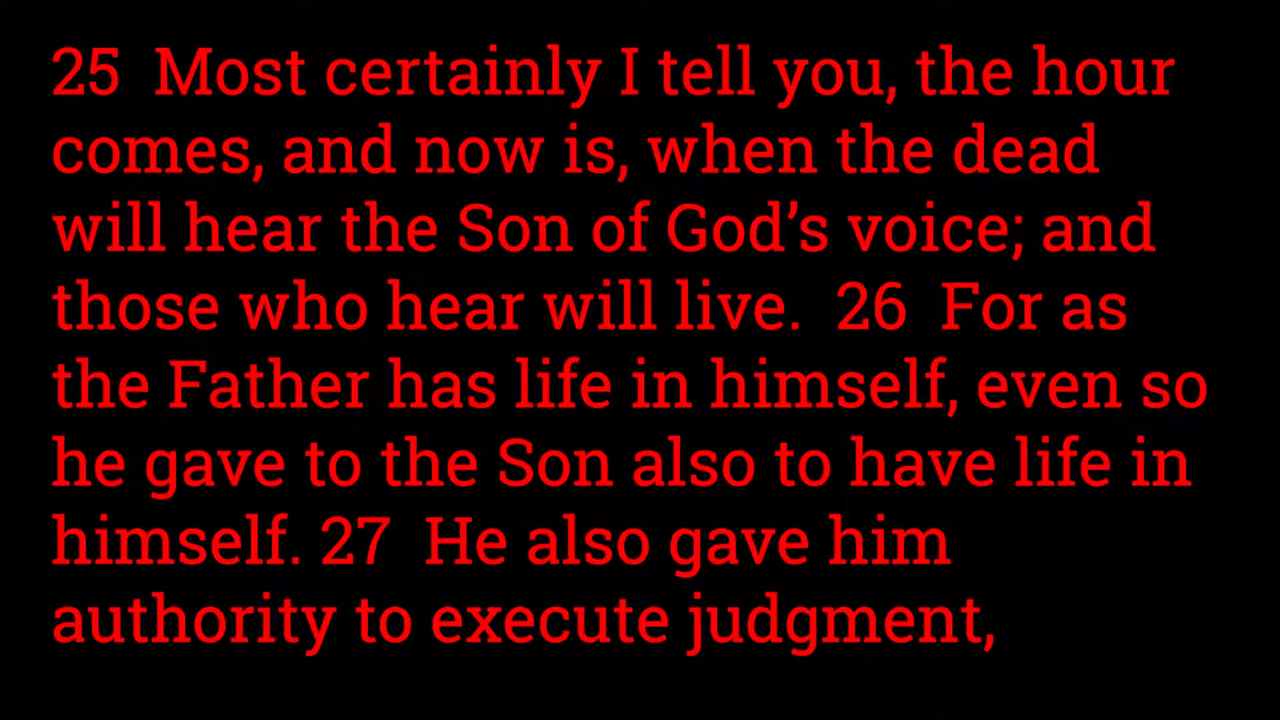 25  Most certainly I tell you, the hour
comes, and now is, when the dead
will hear the Son of God’s voice; and
those who hear will live.  26  For as
the Father has life in himself, even so
he gave to the Son also to have life in
himself. 27  He also gave him
authority to execute judgment,